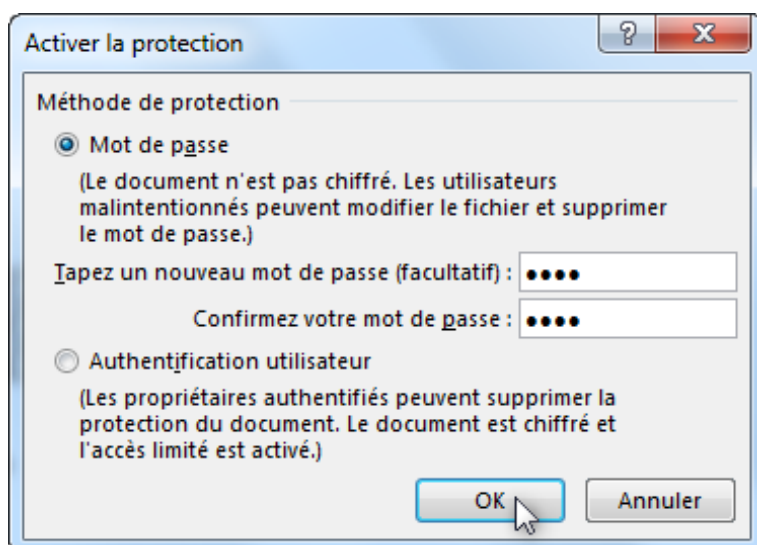 Activer la protection
Méthode de protection
Mot de passe
(Le document n'est pas chiffré. Les utilisateurs
malintentionnés peuvent modifier le fichier et supprimer
le mot de passe.)
Tapez un nouveau mot de passe (facultatif) : ●●●●
Confirmez votre mot de passe : ●●●●
Authentification utilisateur
(Les propriétaires authentifiés peuvent supprimer la
protection du document. Le document est chiffré et
l'accès limité est activé.)
OK Annuler